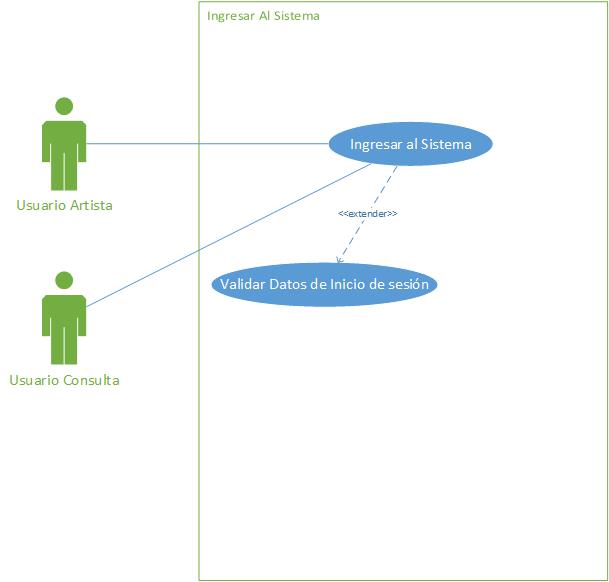 Ingresar Al Sistema
Ingresar al Sistema
Usuario Artista
<<extender>>
Validar Datos de Inicio de sesión
Usuario Consulta